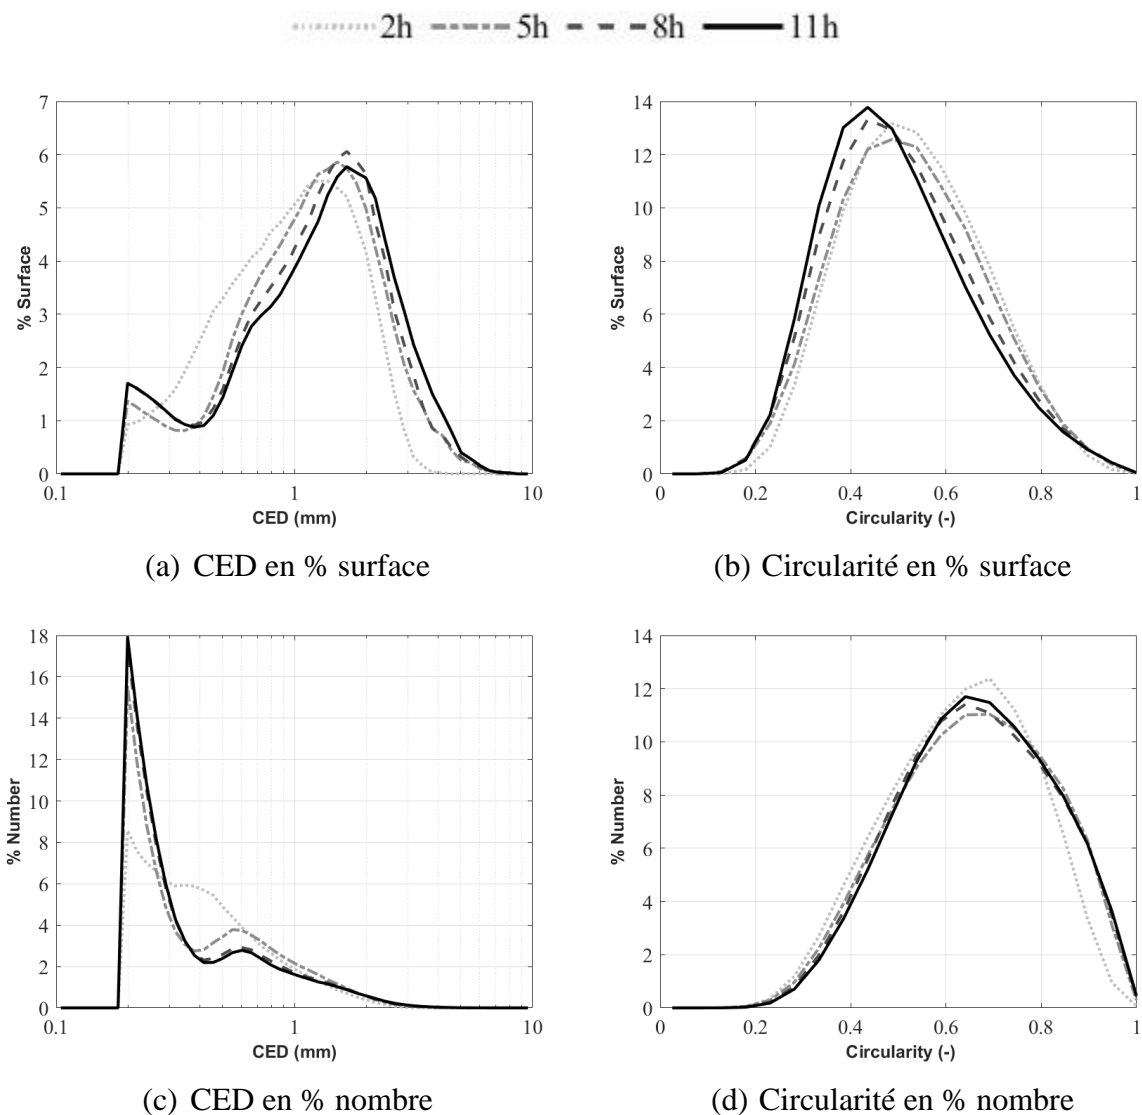 2h 5h 8h 11h
7
6
5
4
3
2
1
0
% Surface
0.1 1 10
CED (mm)
(a) CED en % surface
14
12
10
8
6
4
2
0
% Surface
0 0.2 0.4 0.6 0.8 1
Circularity (-)
(b) Circularité en % surface
18
16
14
12
10
8
6
4
2
0
% Number
0.1 1 10
CED (mm)
(c) CED en % nombre
14
12
10
8
6
4
2
0
% Number
0 0.2 0.4 0.6 0.8 1
Circularity (-)
(d) Circularité en % nombre